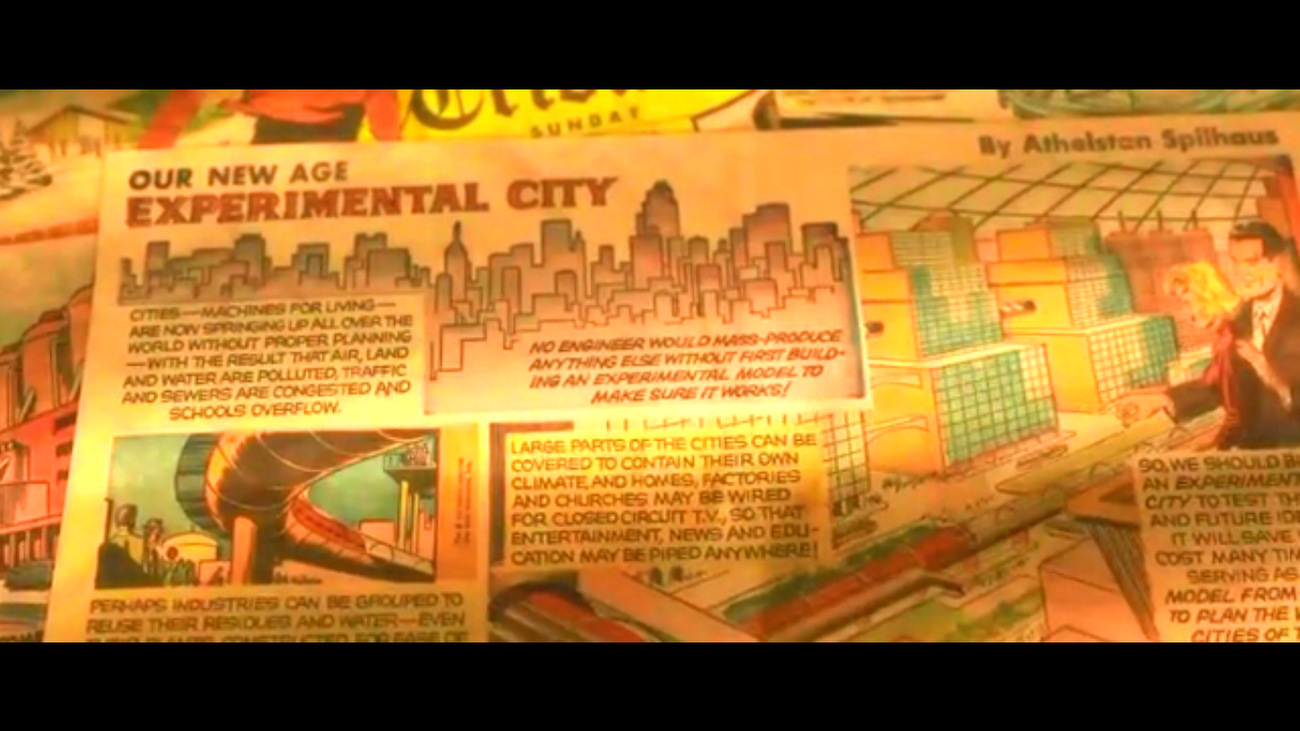 SUNDAY
By Athelstan Spilhaus
OUR NEW AGE
EXPERIMENTAL CITY
CITIES—MACHINES FOR LIVING—
ARE NOW SPRINGING UP ALL OVER THE
WORLD WITHOUT PROPER PLANNING
—WITH THE RESULT THAT AIR, LAND
AND WATER ARE POLLUTED, TRAFFIC
AND SEWERS ARE CONGESTED AND
SCHOOLS OVERFLOW.
NO ENGINEER WOULD MASS-PRODUCE
ANYTHING ELSE WITHOUT FIRST BUILD-
ING AN EXPERIMENTAL MODEL TO
MAKE SURE IT WORKS!
PERHAPS INDUSTRIES CAN BE GROUPED TO
REUSE THEIR RESIDUES AND WATER—EVEN
LARGE PARTS OF THE CITIES CAN BE
COVERED TO CONTAIN THEIR OWN
CLIMATE, AND HOMES, FACTORIES
AND CHURCHES MAY BE WIRED
FOR CLOSED CIRCUIT T.V., SO THAT
ENTERTAINMENT, NEWS AND EDU-
CATION MAY BE PIPED ANYWHERE!
SO, WE SHOULD
AN EXPERIMENT
CITY TO TEST
AND FUTURE
IT WILL SAVE
COST MANY
SERVING AS
MODEL FROM
TO PLAN THE
CITIES OF